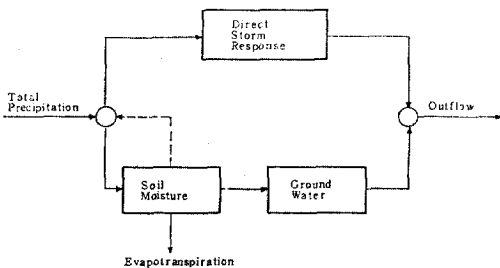 Direct
Storm
Response
Total
Precipitation
Outflow
Soil
Moisture
Ground
Water
Evapotranspiration